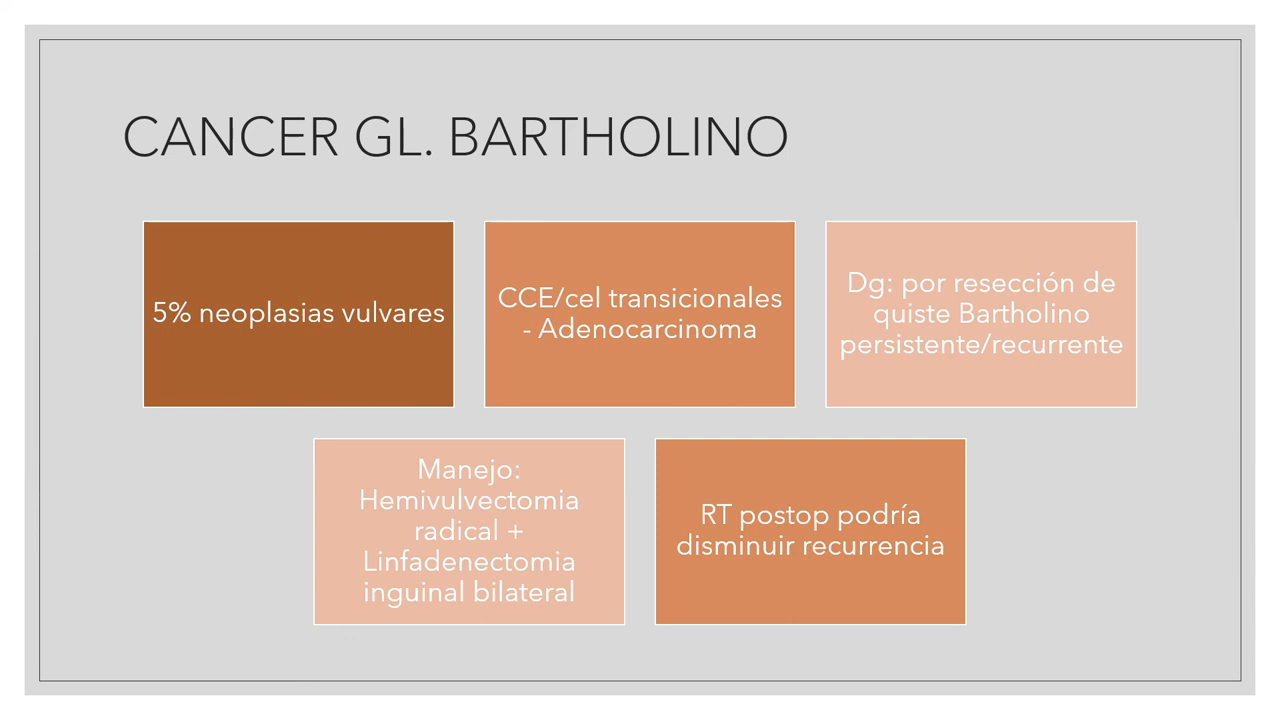 CANCER GL. BARTHOLINO
5% neoplasias vulvares
CCE/cel transicionales
- Adenocarcinoma
Dg: por resección de
quiste Bartholino
persistente/recurrente
Manejo:
Hemivulvectomia
radical +
Linfadenectomia
inguinal bilateral
RT postop podría
disminuir recurrencia